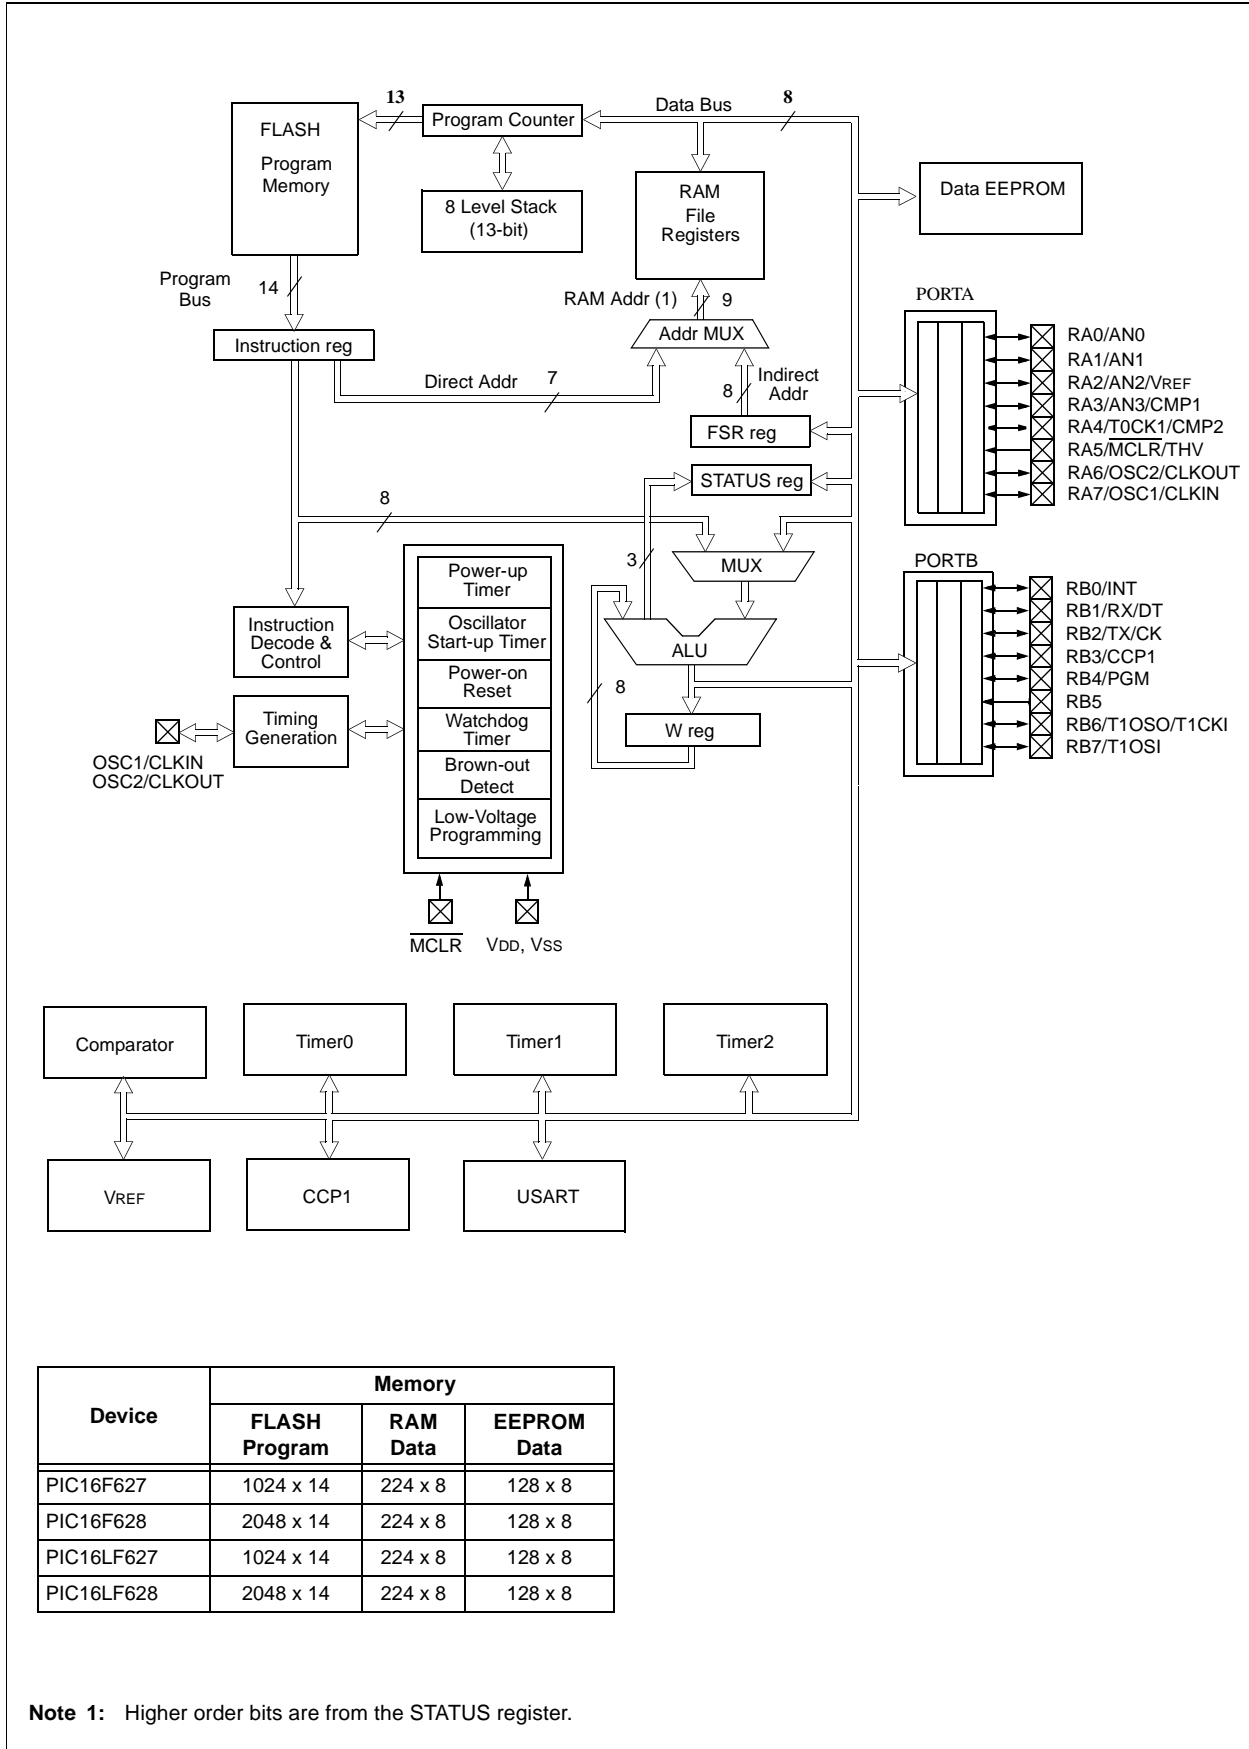 13
Data Bus
8
FLASH
Program
Memory
Program Counter
8 Level Stack
(13-bit)
RAM
File
Registers
Data EEPROM
Program
Bus
14
RAM Addr (1)
9
Addr MUX
Instruction reg
Direct Addr
7
8
Indirect
Addr
FSR reg
STATUS reg
8
3
MUX
ALU
8
W reg
PORTA
RA0/AN0
RA1/AN1
RA2/AN2/VREF
RA3/AN3/CMP1
RA4/T0CK1/CMP2
RA5/MCLR/THV
RA6/OSC2/CLKOUT
RA7/OSC1/CLKIN
PORTB
RB0/INT
RB1/RX/DT
RB2/TX/CK
RB3/CCP1
RB4/PGM
RB5
RB6/T1OSO/T1CKI
RB7/T1OSI
Instruction
Decode &
Control
Timing
Generation
OSC1/CLKIN
OSC2/CLKOUT
Power-up
Timer
Oscillator
Start-up Timer
Power-on
Reset
Watchdog
Timer
Brown-out
Detect
Low-Voltage
Programming
MCLR
VDD, VSS
Comparator
Timer0
Timer1
Timer2
VREF
CCP1
USART
Device
Memory
FLASH
Program
RAM
Data
EEPROM
Data
PIC16F627 1024 x 14 224 x 8 128 x 8
PIC16F628 2048 x 14 224 x 8 128 x 8
PIC16LF627 1024 x 14 224 x 8 128 x 8
PIC16LF628 2048 x 14 224 x 8 128 x 8
Note 1: Higher order bits are from the STATUS register.